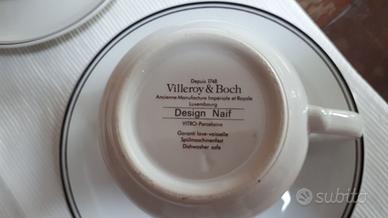 Depuis 1748
Villeroy & Boch
Ancienne Manufacture Impériale et Royale
Luxembourg
Design Naif
VITRO-Porcelaine
Garanti lave-vaisselle
Spülmaschinenfest
Dishwasher safe
subito